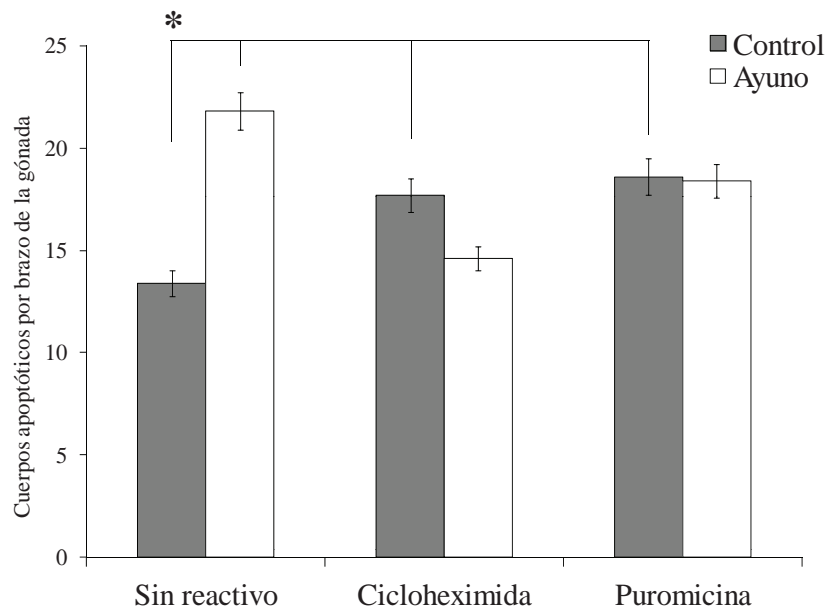 *
Control
Ayuno
25
20
15
10
5
0
Cuerpos apoptóticos por brazo de la gónada
Sin reactivo
Cicloheximida
Puromicina